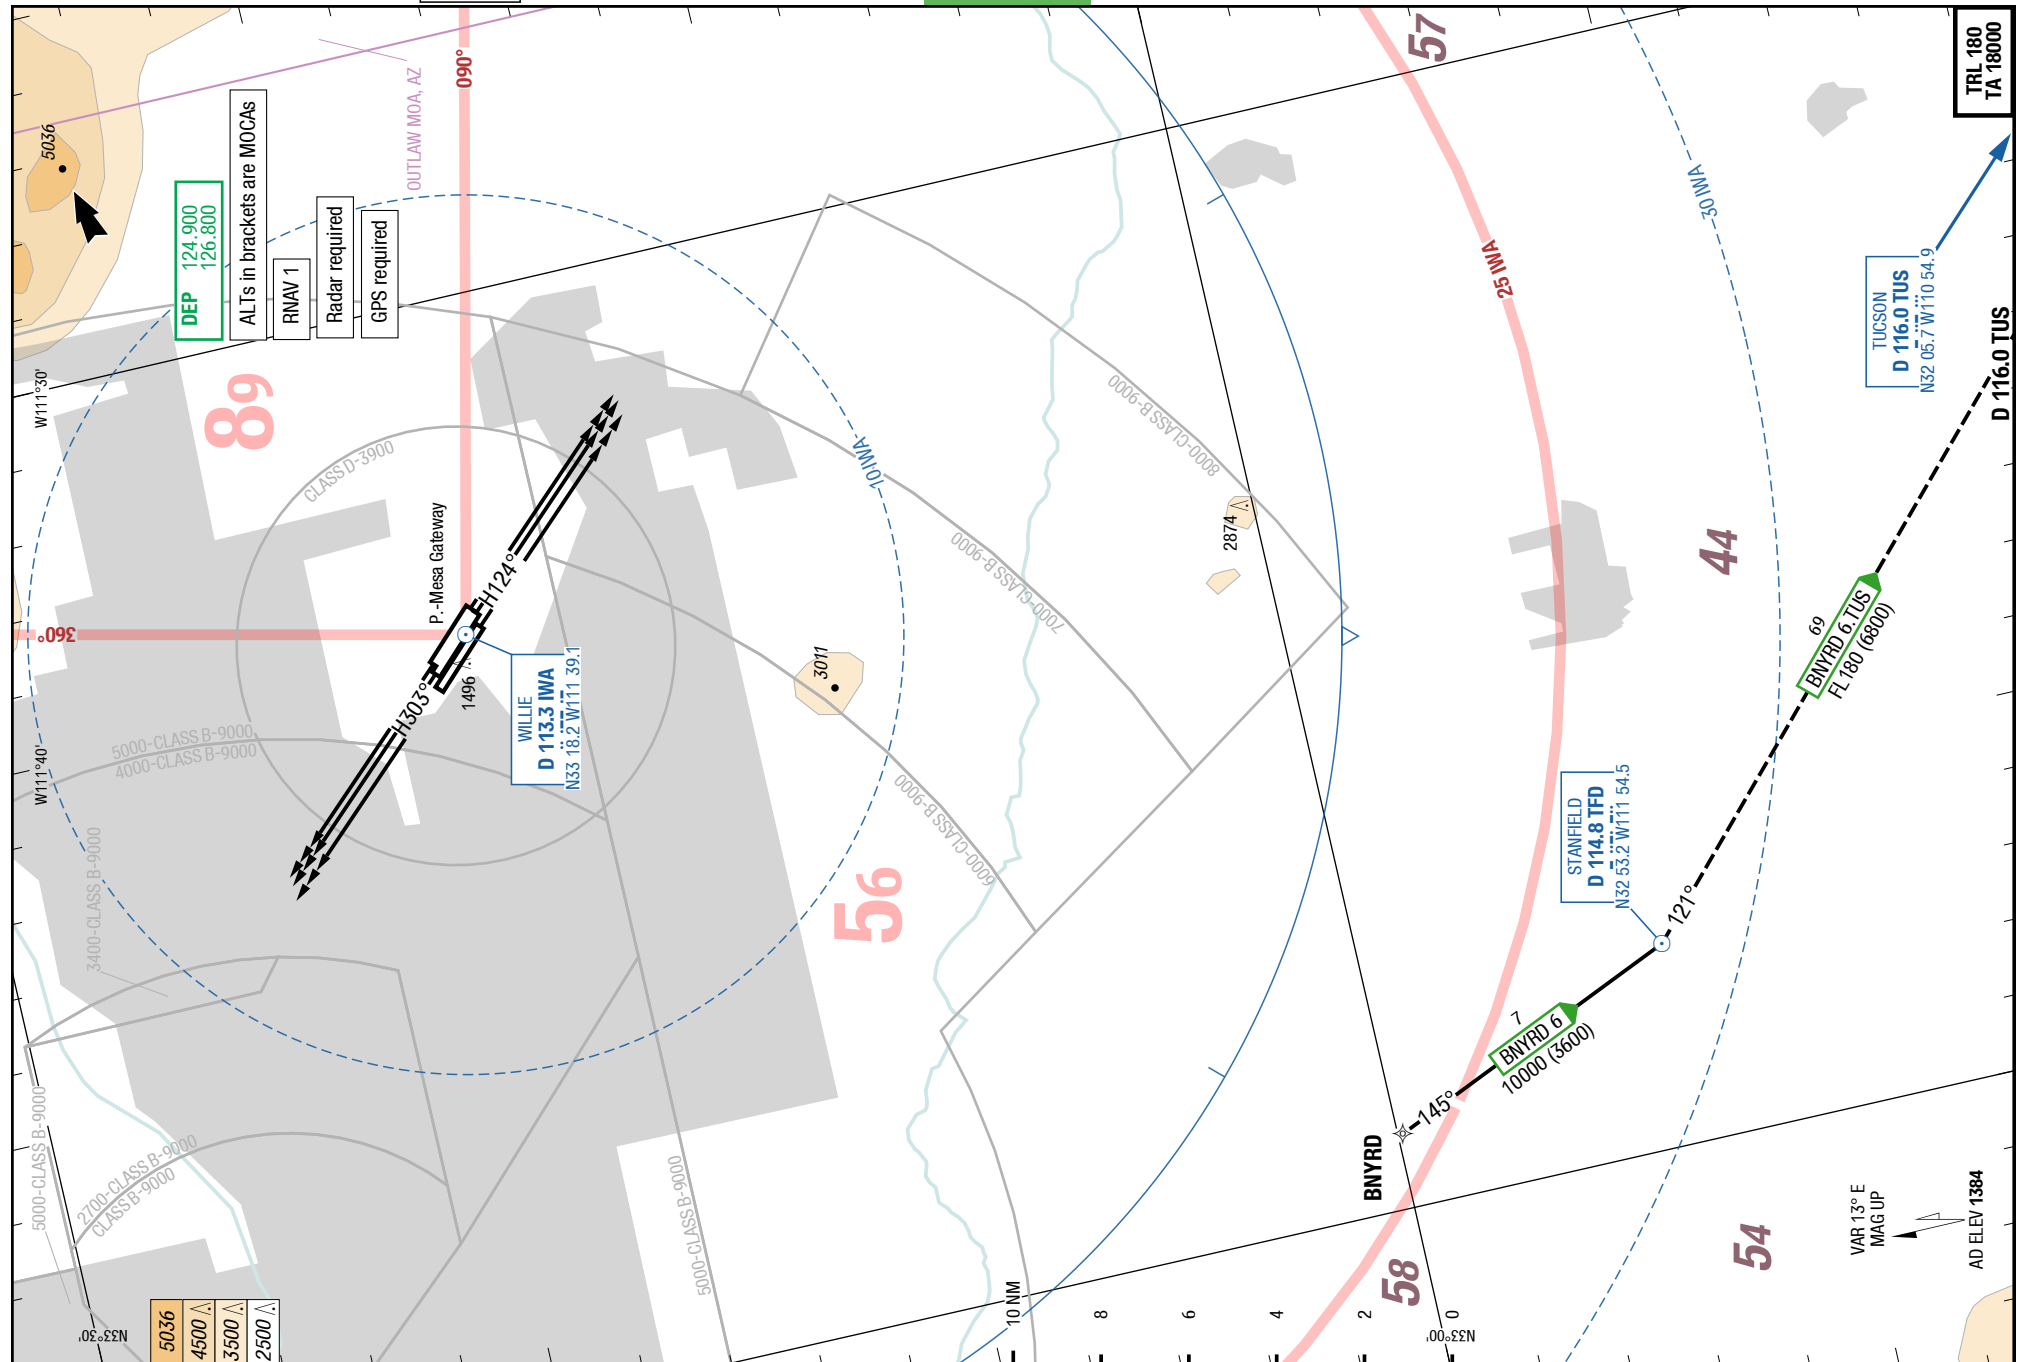 5036
W111°30'
W111°40'
N33°30'
DEP 124.900
126.800
ALTs in brackets are MOCAs
RNAV 1
Radar required
GPS required
OUTLAW MOA, AZ
090°
360°
89
CLASS D-3900
P.-Mesa Gateway
H124°
H303°
1496
WILLIE
D 113.3 IWA
N33 18.2 W111 39.1
5000-CLASS B-9000
4000-CLASS B-9000
3400-CLASS B-9000
5000-CLASS B-9000
2700-CLASS B-9000
CLASS B-9000
5036
4500
3500
2500
10 IWA
3011
56
5000-CLASS B-9000
6000-CLASS B-9000
7000-CLASS B-9000
8000-CLASS B-9000
2874
57
25 IWA
30 IWA
44
58
54
10 NM
8
6
4
2
0
N33°00'
BNYRD
145°
7
BNYRD 6
10000 (3600)
STANFIELD
D 114.8 TFD
N32 53.2 W111 54.5
121°
69
BNYRD 6.TUS
FL180 (6800)
TUCSON
D 116.0 TUS
N32 05.7 W110 54.9
D 116.0 TUS
TRL 180
TA 18000
VAR 13° E
MAG UP
AD ELEV 1384